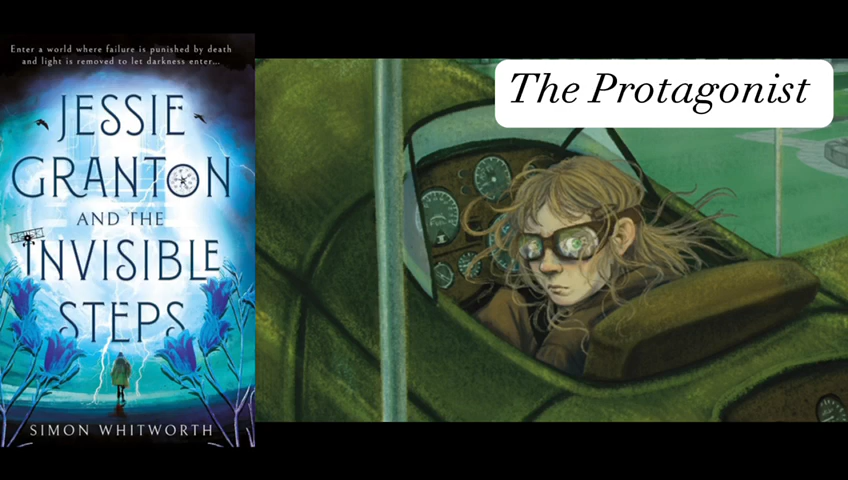 Enter a world where failure is punished by death
and light is removed to let darkness enter...
JESSIE
GRANTON
AND THE
INVISIBLE
STEPS
SIMON WHITWORTH
The Protagonist